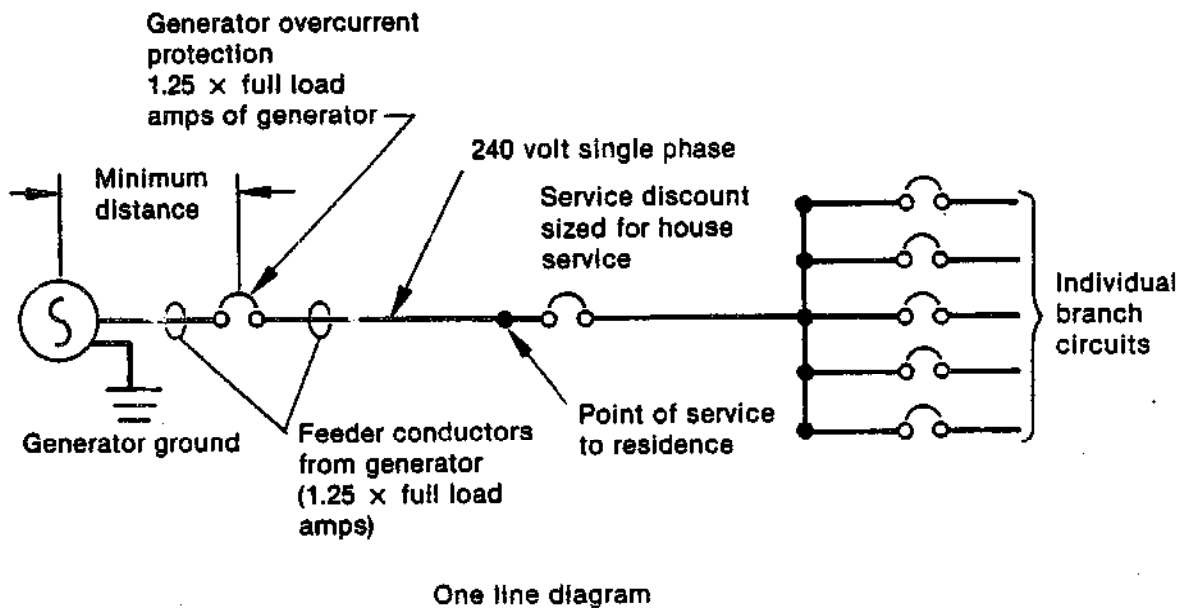 Generator overcurrent
protection
1.25 × full load
amps of generator
240 volt single phase
Minimum
distance
Service discount
sized for house
service
Individual
branch
circuits
Generator ground
Feeder conductors
from generator
(1.25 × full load
amps)
Point of service
to residence
One line diagram